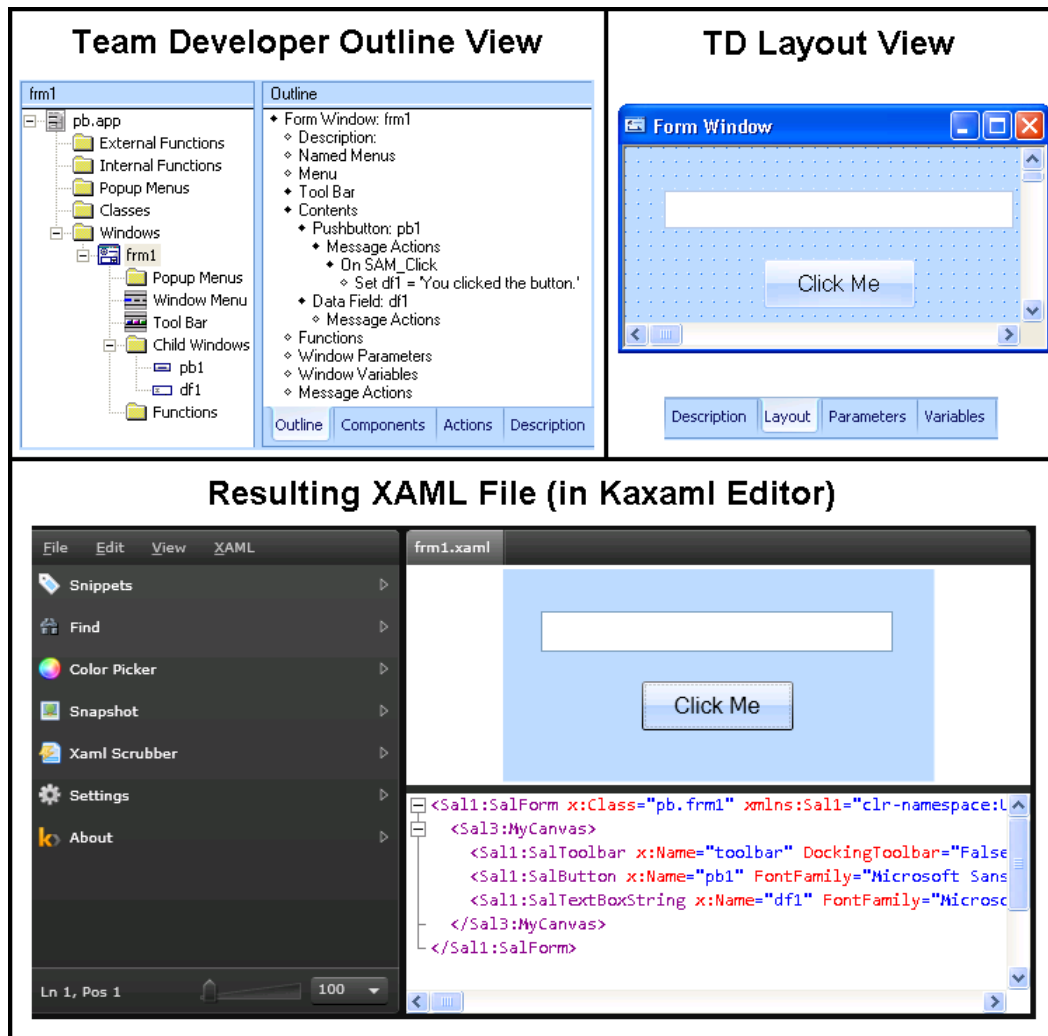 Team Developer Outline View
frm1
pb.app
External Functions
Internal Functions
Popup Menus
Classes
Windows
frm1
Popup Menus
Window Menu
Tool Bar
Child Windows
pb1
df1
Functions
Outline
Form Window: frm1
Description:
Named Menus
Menu
Tool Bar
Contents
Pushbutton: pb1
Message Actions
On SAM_Click
Set df1 = 'You clicked the button.'
Data Field: df1
Message Actions
Functions
Window Parameters
Window Variables
Message Actions
Outline Components Actions Description
TD Layout View
Form Window
Click Me
Description Layout Parameters Variables
Resulting XAML File (in Kaxaml Editor)
File Edit View XAML
Snippets
Find
Color Picker
Snapshot
Xaml Scrubber
Settings
About
Ln 1, Pos 1 100
frm1.xaml
Click Me
<Sal1:SalForm x:Class="pb.frm1" xmlns:Sal1="clr-namespace:U
<Sal3:MyCanvas>
<Sal1:SalToolbar x:Name="toolbar" DockingToolbar="False
<Sal1:SalButton x:Name="pb1" FontFamily="Microsoft Sans
<Sal1:SalTextBoxString x:Name="df1" FontFamily="Microsc
</Sal3:MyCanvas>
</Sal1:SalForm>